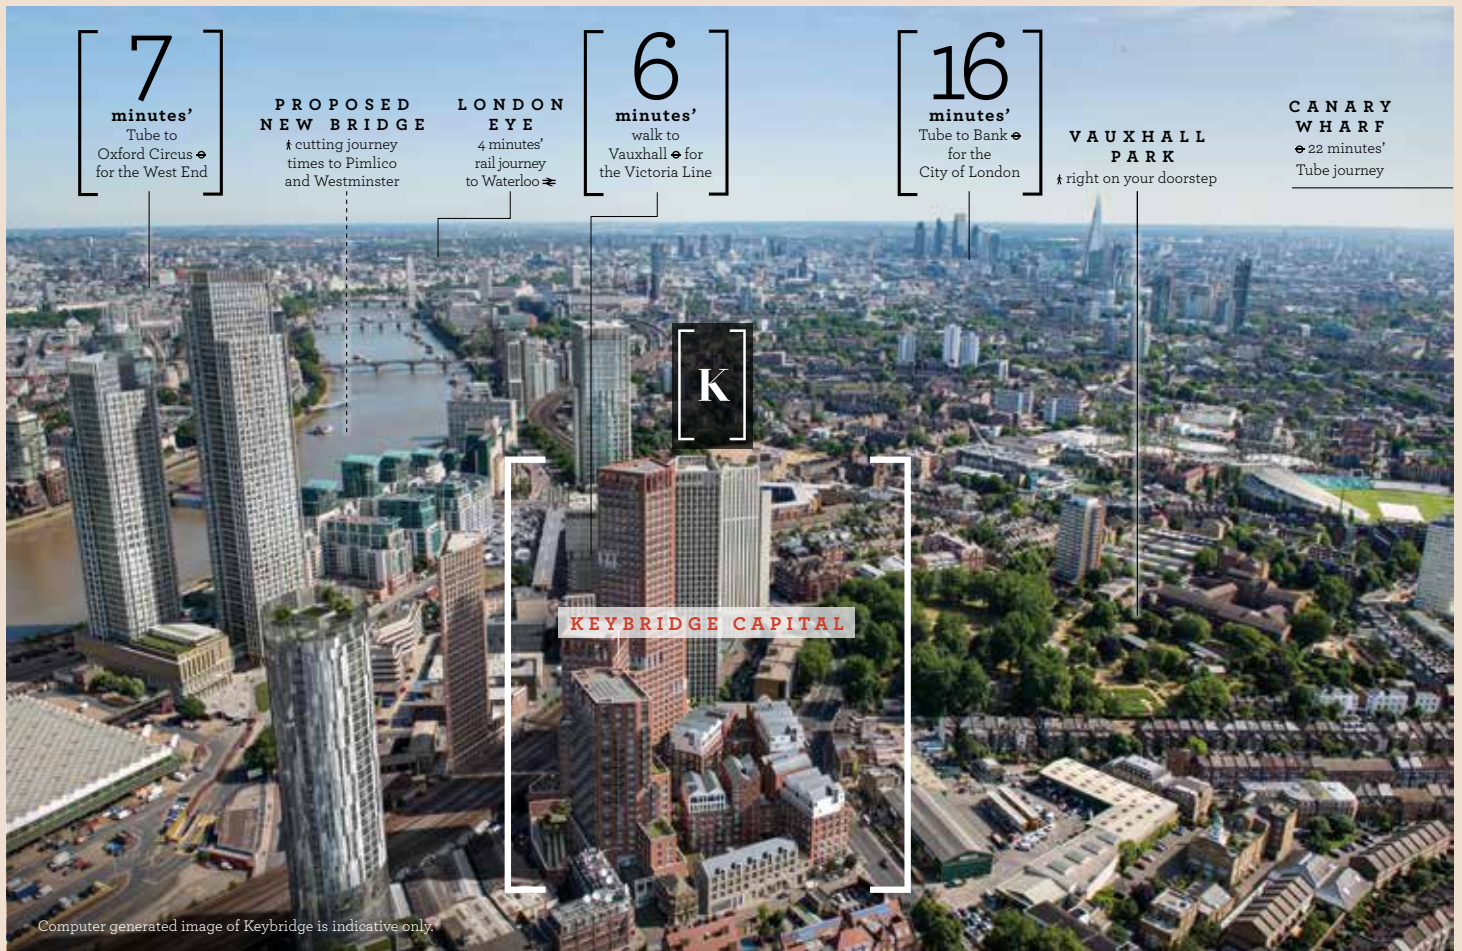 7
minutes’
Tube to
Oxford Circus
for the West End
PROPOSED
NEW BRIDGE
cutting journey
times to Pimlico
and Westminster
LONDON
EYE
4 minutes’
rail journey
to Waterloo
6
minutes’
walk to
Vauxhall for
the Victoria Line
16
minutes’
Tube to Bank
for the
City of London
VAUXHALL
PARK
right on your doorstep
CANARY
WHARF
22 minutes’
Tube journey
K
KEYBRIDGE CAPITAL
Computer generated image of Keybridge is indicative only.